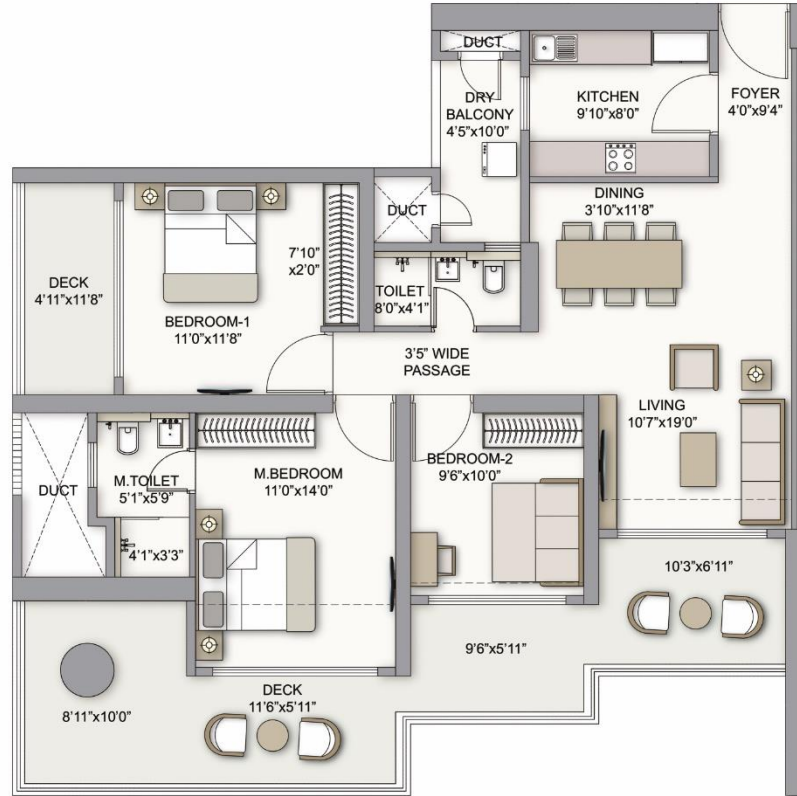 DUCT
KITCHEN
9'10"x8'0"
FOYER
4'0"x9'4"
DRY
BALCONY
4'5"x10'0"
DINING
3'10"x11'8"
DUCT
DECK
4'11"x11'8"
7'10"
x2'0"
BEDROOM-1
11'0"x11'8"
TOILET
8'0"x4'1"
3'5" WIDE
PASSAGE
LIVING
10'7"x19'0"
DUCT
M.TOILET
5'1"x5'9"
4'1"x3'3"
M.BEDROOM
11'0"x14'0"
BEDROOM-2
9'6"x10'0"
10'3"x6'11"
9'6"x5'11"
8'11"x10'0"
DECK
11'6"x5'11"